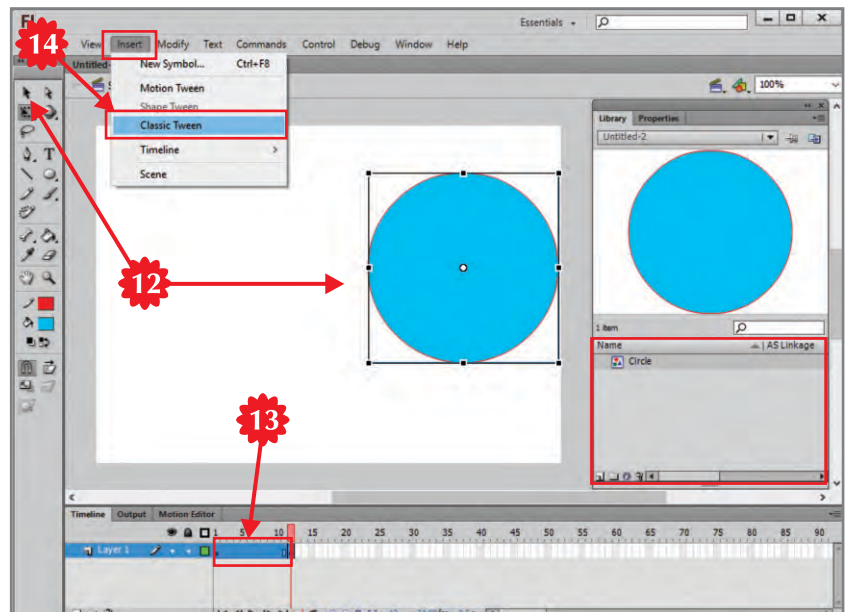 Fl
Essentials
View Insert Modify Text Commands Control Debug Window Help
14
Untitled-
New Symbol... Ctrl+F8
Motion Tween
Shape Tween
Classic Tween
Timeline
Scene
100%
Library Properties
Untitled-2
12
1 item
Name AS Linkage
Circle
13
Timeline Output Motion Editor
1 5 10 15 20 25 30 35 40 45 50 55 60 65 70 75 80 85 90
Layer 1